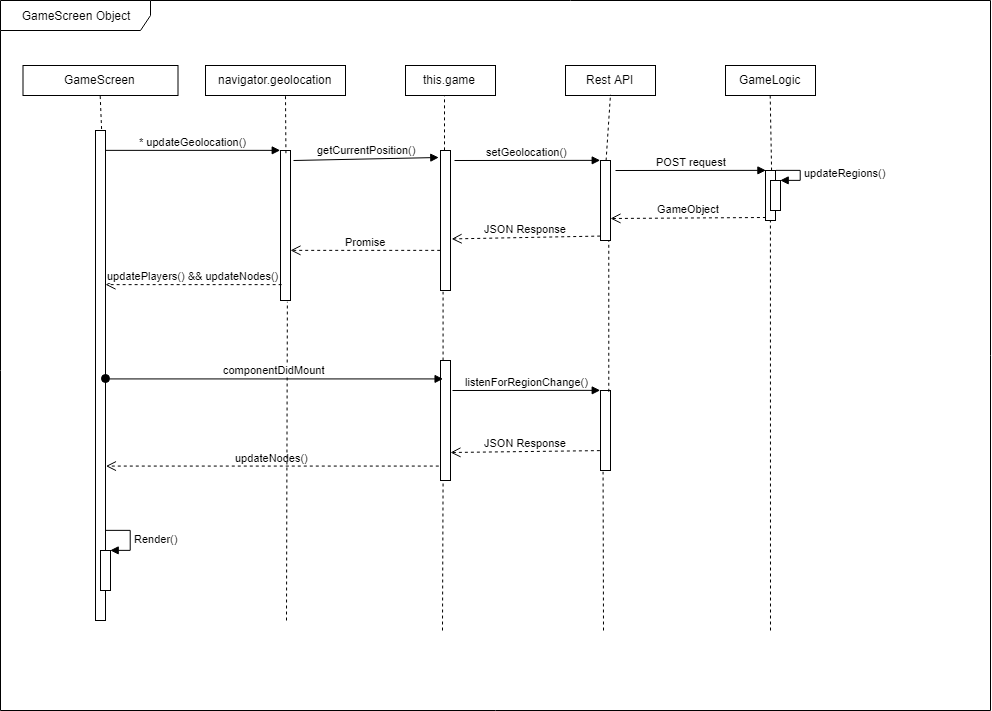 GameScreen Object
GameScreen
navigator.geolocation
this.game
Rest API
GameLogic
* updateGeolocation()
getCurrentPosition()
setGeolocation()
POST request
updateRegions()
GameObject
JSON Response
Promise
updatePlayers() && updateNodes()
componentDidMount
listenForRegionChange()
JSON Response
updateNodes()
Render()